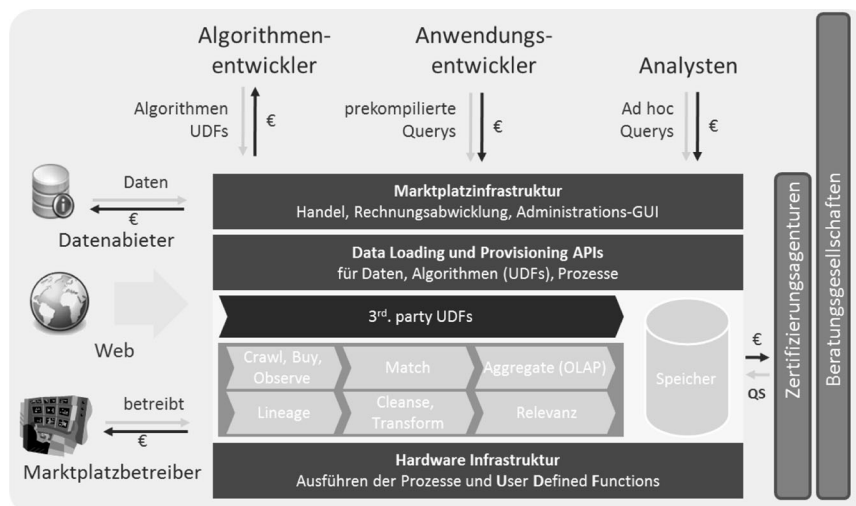 Algorithmen-
entwickler
Anwendungs-
entwickler
Analysten
Algorithmen
UDFs
€
prekompilierte
Querys
€
Ad hoc
Querys
€
Daten
€
Datenabieter
Web
betreibt
€
Marktplatzbetreiber
Marktplatzinfrastruktur
Handel, Rechnungsabwicklung, Administrations-GUI
Data Loading und Provisioning APIs
für Daten, Algorithmen (UDFs), Prozesse
3rd. party UDFs
Crawl, Buy,
Observe
Match
Aggregate (OLAP)
Lineage
Cleanse,
Transform
Relevanz
Speicher
Hardware Infrastruktur
Ausführen der Prozesse und User Defined Functions
€
QS
Zertifizierungsagenturen
Beratungsgesellschaften